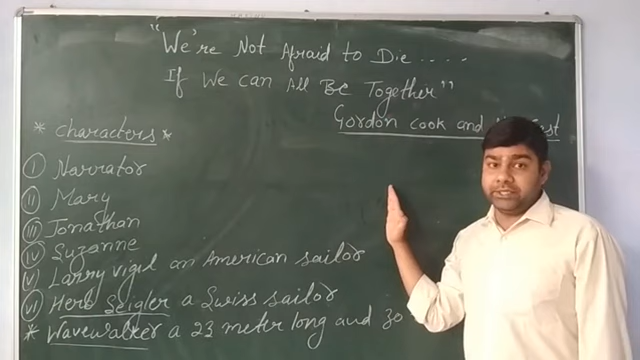 "We're Not Afraid to Die....
If We can All Be Together"
Gordon cook and
* Characters *
(I) Narrator
(II) Mary
(III) Jonathan
(IV) Suzanne
(V) Larry vigil an American sailor
(VI) Herb Seigler a Swiss sailor
* Wavewalker a 23 meter long and 30